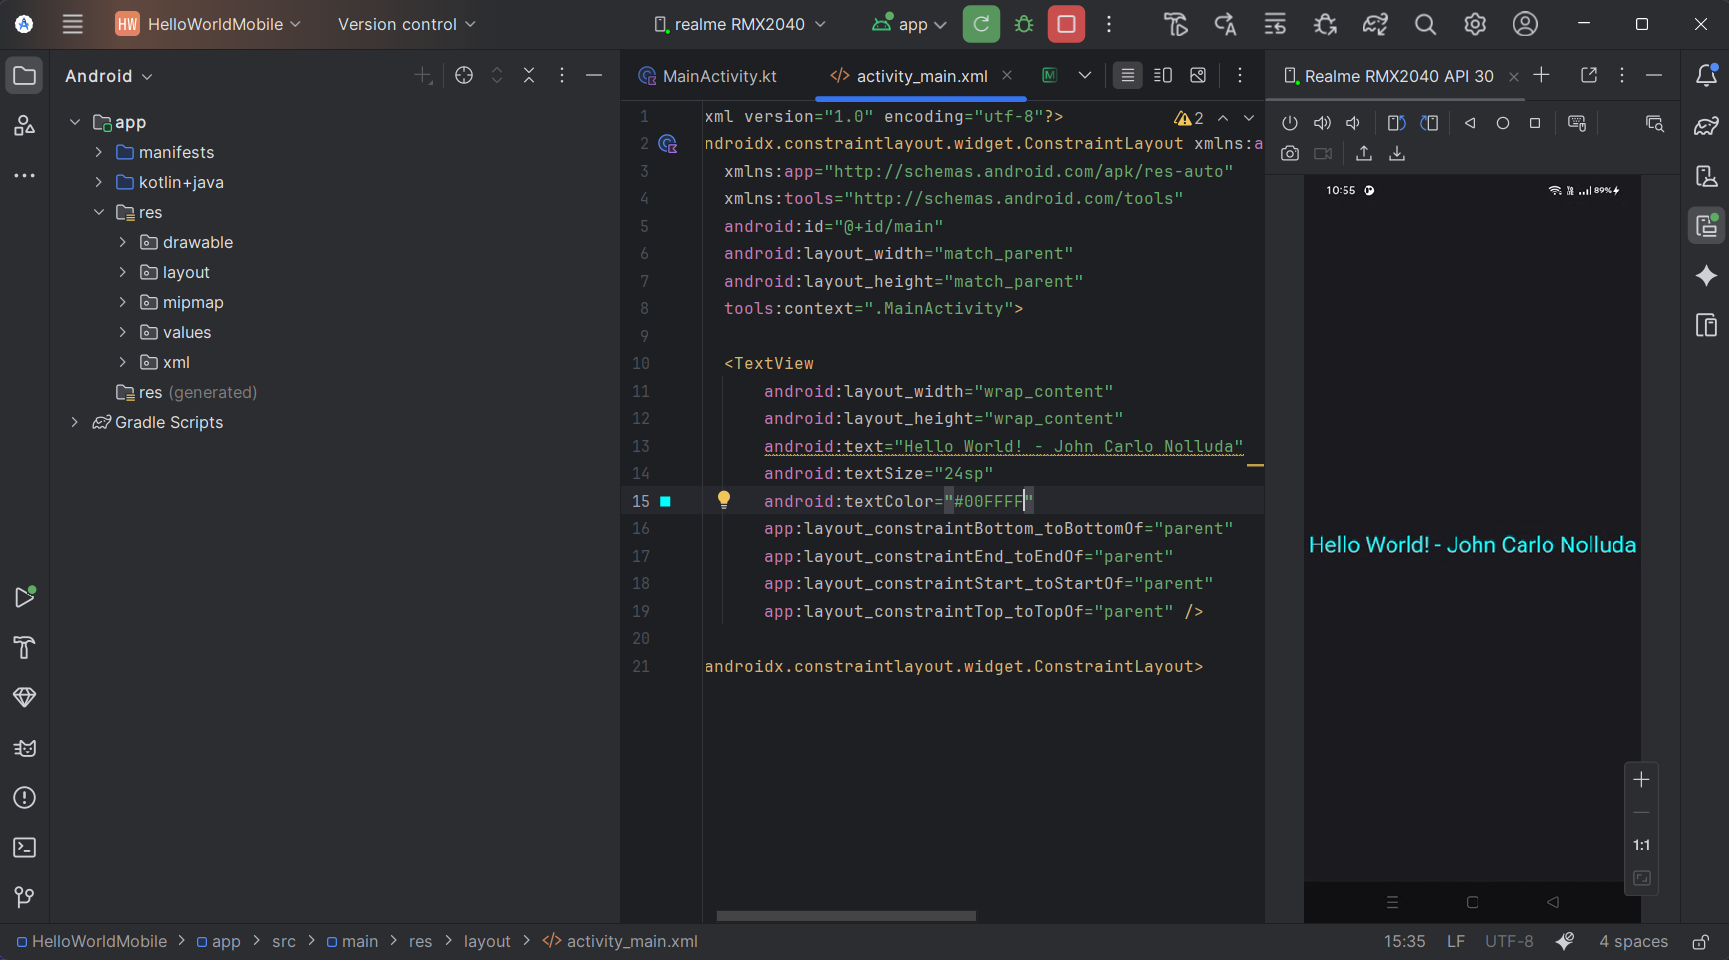 HW HelloWorldMobile Version control realme RMX2040 app
Android
app
manifests
kotlin+java
res
drawable
layout
mipmap
values
xml
res (generated)
Gradle Scripts
MainActivity.kt activity_main.xml M
2
1 xml version="1.0" encoding="utf-8"?>
2 ndroidx.constraintlayout.widget.ConstraintLayout xmlns:a
3 xmlns:app="http://schemas.android.com/apk/res-auto"
4 xmlns:tools="http://schemas.android.com/tools"
5 android:id="@+id/main"
6 android:layout_width="match_parent"
7 android:layout_height="match_parent"
8 tools:context=".MainActivity">
9
10 <TextView
11 android:layout_width="wrap_content"
12 android:layout_height="wrap_content"
13 android:text="Hello World! - John Carlo Nolluda"
14 android:textSize="24sp"
15 android:textColor="#00FFFF"
16 app:layout_constraintBottom_toBottomOf="parent"
17 app:layout_constraintEnd_toEndOf="parent"
18 app:layout_constraintStart_toStartOf="parent"
19 app:layout_constraintTop_toTopOf="parent" />
20
21 androidx.constraintlayout.widget.ConstraintLayout>
Realme RMX2040 API 30
10:55 89%
Hello World! - John Carlo Nolluda
1:1
HelloWorldMobile > app > src > main > res > layout > activity_main.xml
15:35 LF UTF-8 4 spaces